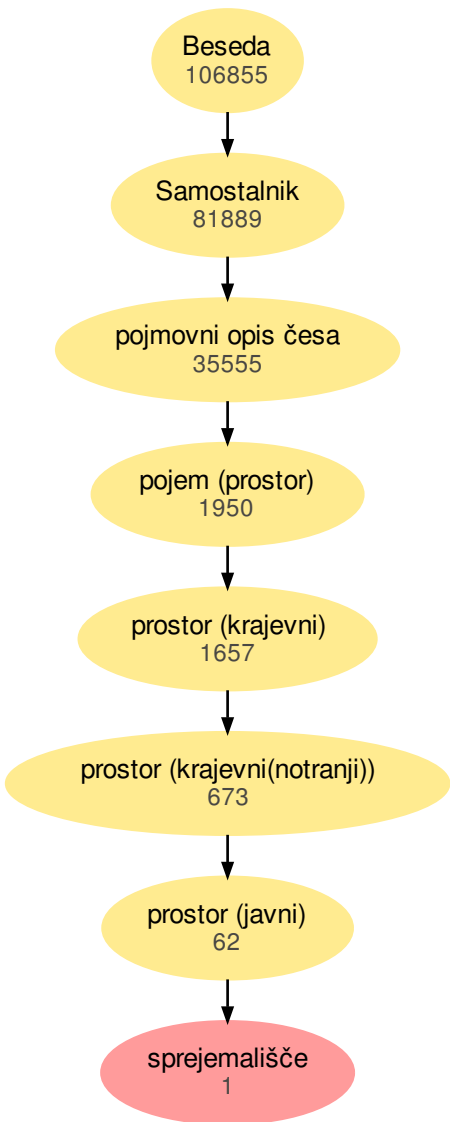 Beseda
106855
Samostalnik
81889
pojmovni opis česa
35555
pojem (prostor)
1950
prostor (krajevni)
1657
prostor (krajevni(notranji))
673
prostor (javni)
62
sprejemališče
1